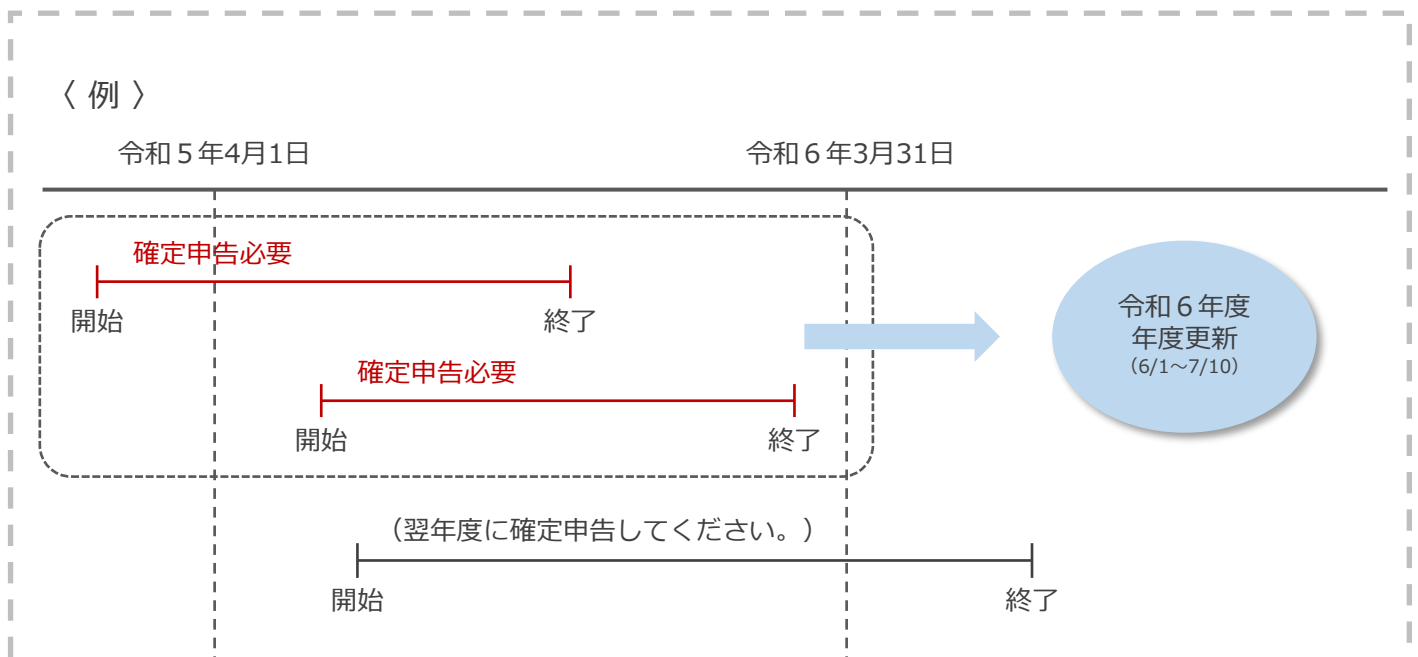 〈 例 〉
令和５年4月1日
令和６年3月31日
確定申告必要
開始
終了
確定申告必要
開始
終了
令和６年度
年度更新
（6/1～7/10）
（翌年度に確定申告してください。）
開始
終了